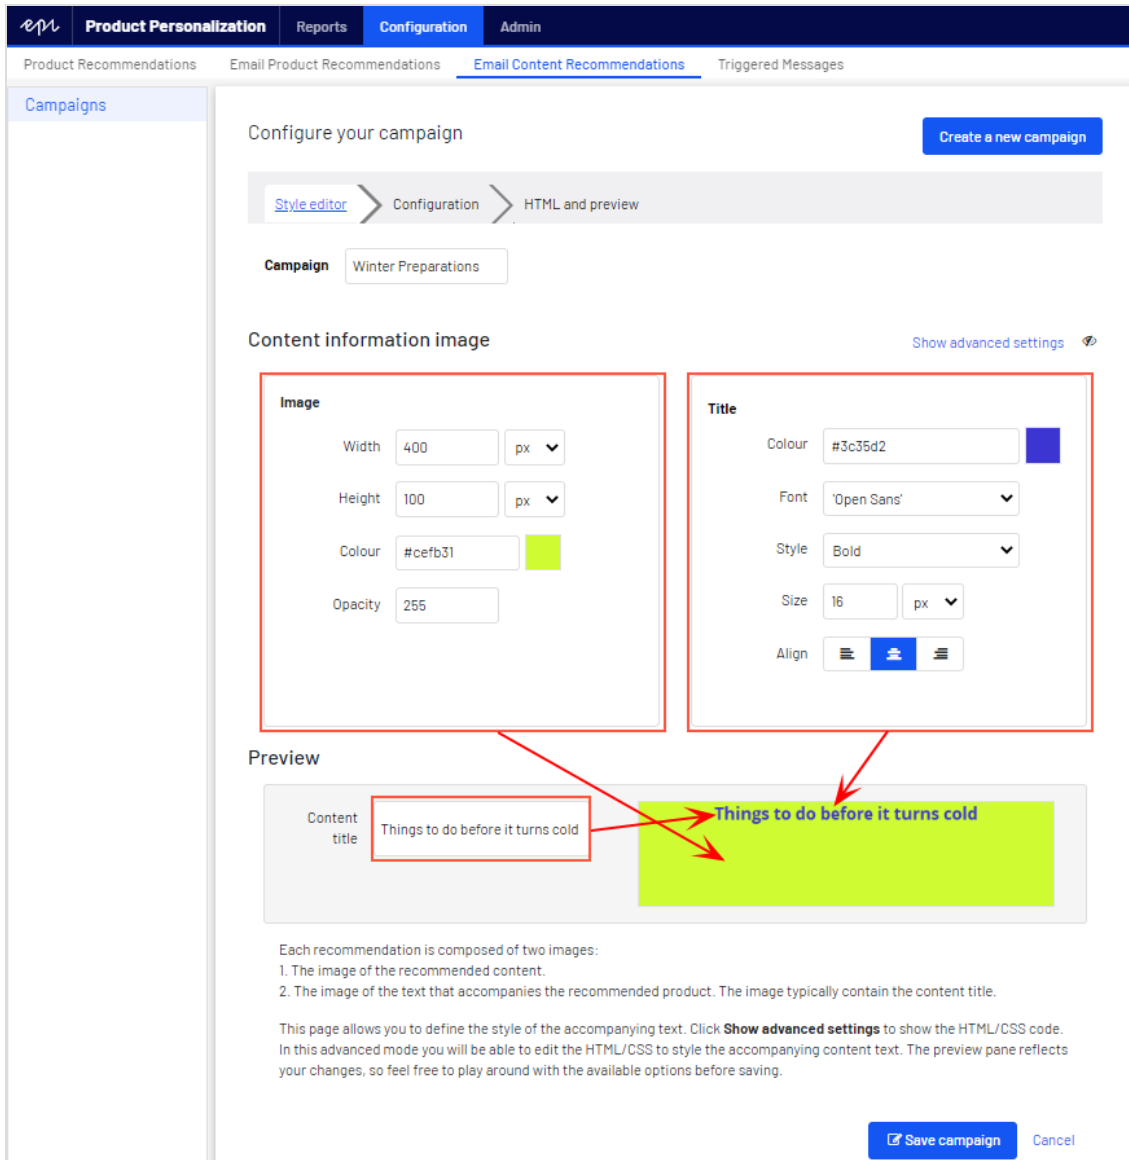 epi Product Personalization Reports Configuration Admin
Product Recommendations Email Product Recommendations Email Content Recommendations Triggered Messages
Campaigns
Configure your campaign
Create a new campaign
Style editor Configuration HTML and preview
Campaign Winter Preparations
Content information image
Show advanced settings
Image
Width 400 px
Height 100 px
Colour #cefb31
Opacity 255
Title
Colour #3c35d2
Font 'Open Sans'
Style Bold
Size 16 px
Align
Preview
Content title
Things to do before it turns cold
Things to do before it turns cold
Each recommendation is composed of two images:
1. The image of the recommended content.
2. The image of the text that accompanies the recommended product. The image typically contain the content title.
This page allows you to define the style of the accompanying text. Click Show advanced settings to show the HTML/CSS code.
In this advanced mode you will be able to edit the HTML/CSS to style the accompanying content text. The preview pane reflects
your changes, so feel free to play around with the available options before saving.
Save campaign Cancel